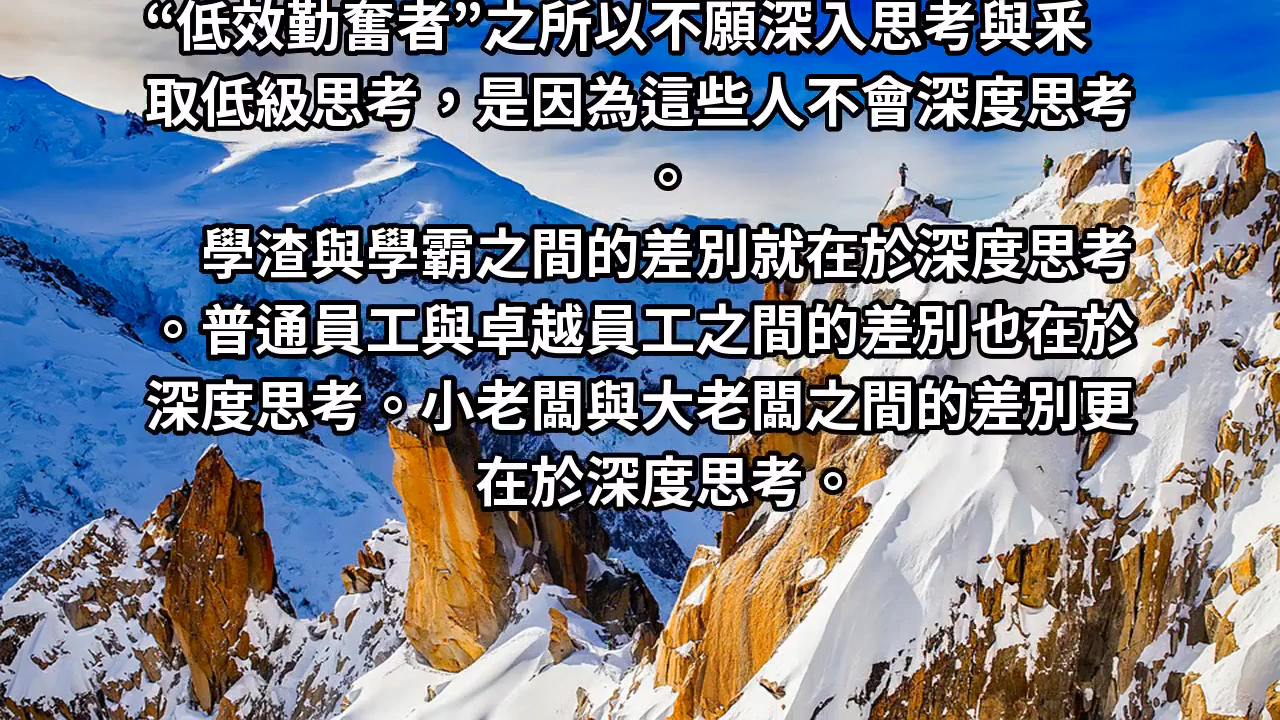 “低效勤奮者”之所以不願深入思考與采
取低級思考，是因為這些人不會深度思考
。
學渣與學霸之間的差別就在於深度思考
。普通員工與卓越員工之間的差別也在於
深度思考。小老闆與大老闆之間的差別更
在於深度思考。